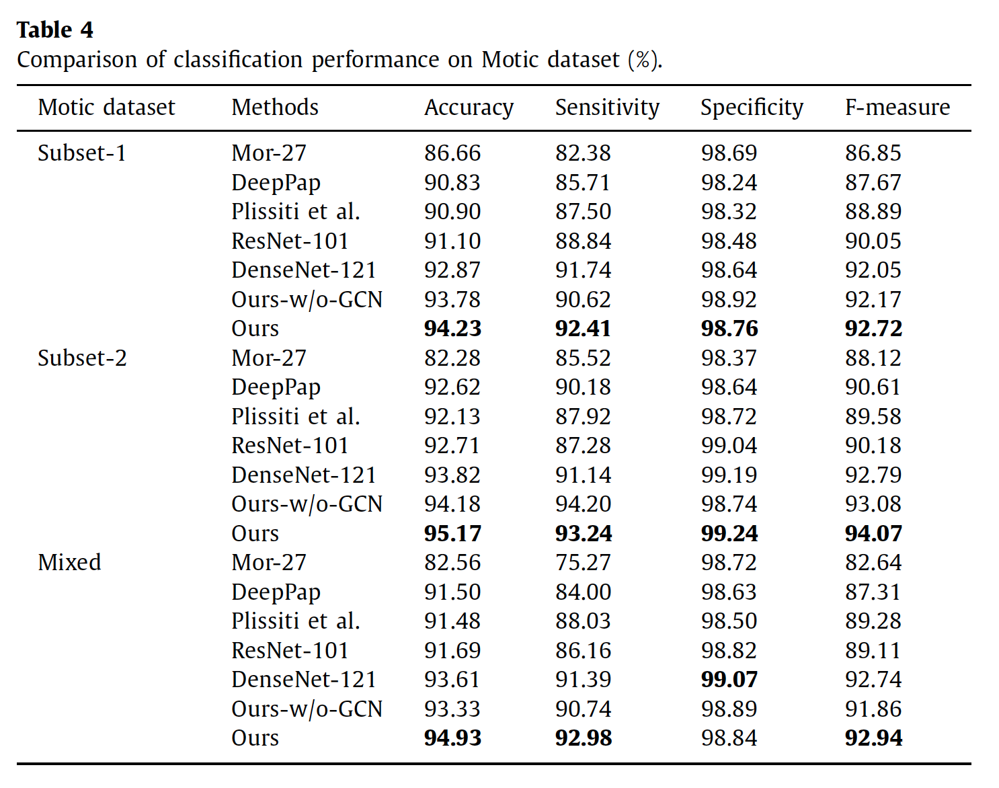 Table 4
Comparison of classification performance on Motic dataset (%).
Motic dataset Methods Accuracy Sensitivity Specificity F-measure
Subset-1 Mor-27 86.66 82.38 98.69 86.85
DeepPap 90.83 85.71 98.24 87.67
Plissiti et al. 90.90 87.50 98.32 88.89
ResNet-101 91.10 88.84 98.48 90.05
DenseNet-121 92.87 91.74 98.64 92.05
Ours-w/o-GCN 93.78 90.62 98.92 92.17
Ours 94.23 92.41 98.76 92.72
Subset-2 Mor-27 82.28 85.52 98.37 88.12
DeepPap 92.62 90.18 98.64 90.61
Plissiti et al. 92.13 87.92 98.72 89.58
ResNet-101 92.71 87.28 99.04 90.18
DenseNet-121 93.82 91.14 99.19 92.79
Ours-w/o-GCN 94.18 94.20 98.74 93.08
Ours 95.17 93.24 99.24 94.07
Mixed Mor-27 82.56 75.27 98.72 82.64
DeepPap 91.50 84.00 98.63 87.31
Plissiti et al. 91.48 88.03 98.50 89.28
ResNet-101 91.69 86.16 98.82 89.11
DenseNet-121 93.61 91.39 99.07 92.74
Ours-w/o-GCN 93.33 90.74 98.89 91.86
Ours 94.93 92.98 98.84 92.94